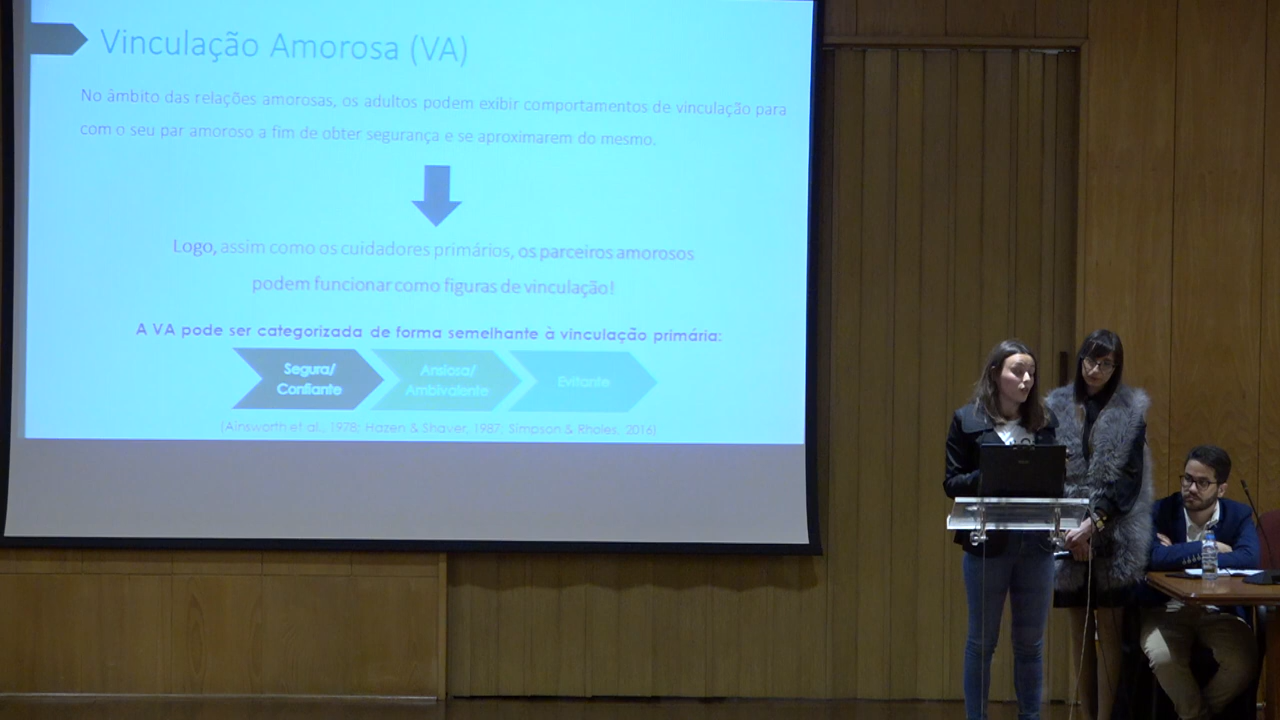 Vinculação Amorosa (VA)
No âmbito das relações amorosas, os adultos podem exibir comportamentos de vinculação para
com o seu par amoroso a fim de obter segurança e se aproximarem do mesmo.
Logo, assim como os cuidadores primários, os parceiros amorosos
podem funcionar como figuras de vinculação!
A VA pode ser categorizada de forma semelhante à vinculação primária:
Segura/
Confiante
Ansiosa/
Ambivalente
Evitante
(Ainsworth et al., 1978; Hazen & Shaver, 1987; Simpson & Rholes, 2016)